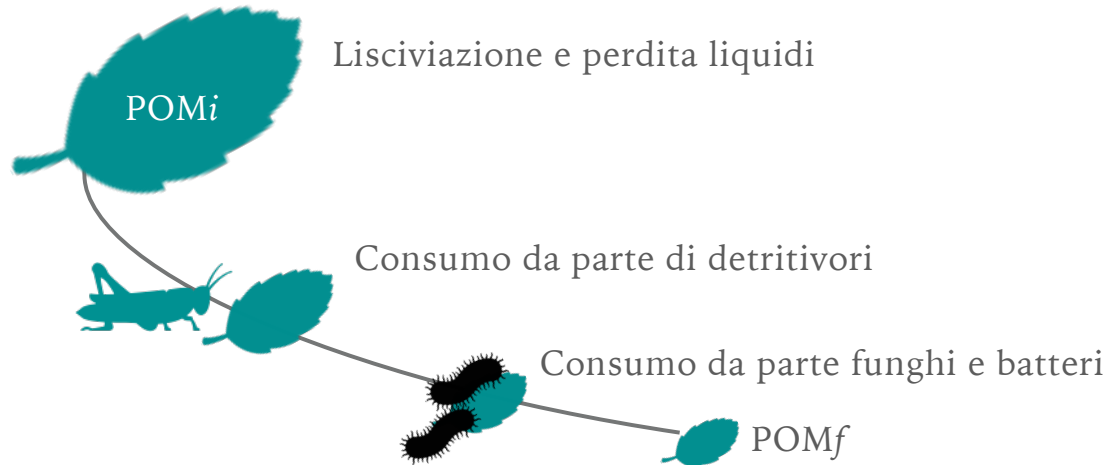 Lisciviazione e perdita liquidi
POMi
Consumo da parte di detritivori
Consumo da parte funghi e batteri
POMf